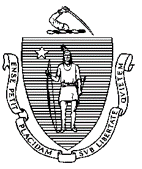 ENSE PETIT
PLACIDAM
SVB LIBERTATE
QVIETEM